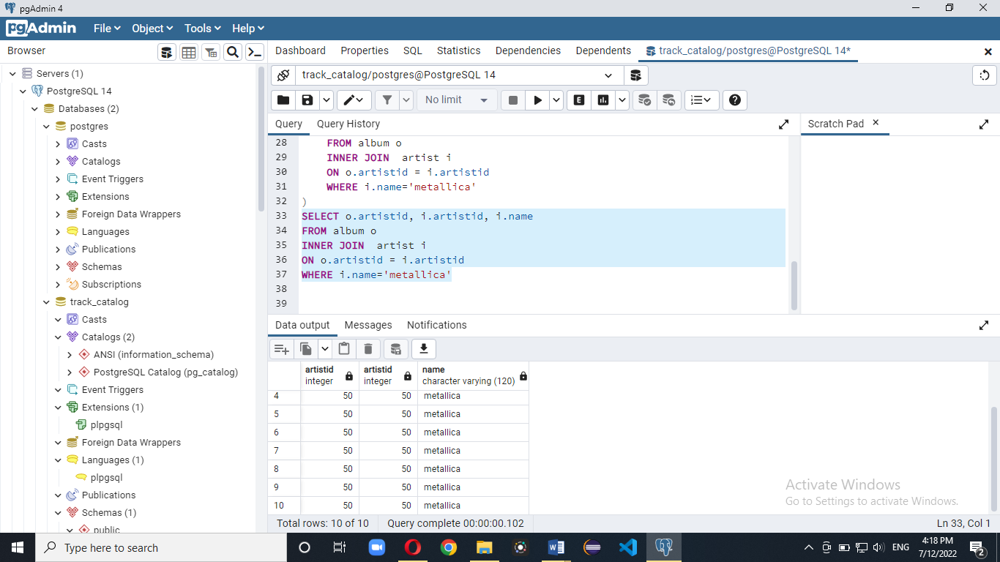 pgAdmin 4
pgAdmin File Object Tools Help
Browser
Dashboard Properties SQL Statistics Dependencies Dependents track_catalog/postgres@PostgreSQL 14*
Servers (1)
PostgreSQL 14
Databases (2)
postgres
Casts
Catalogs
Event Triggers
Extensions
Foreign Data Wrappers
Languages
Publications
Schemas
Subscriptions
track_catalog
Casts
Catalogs (2)
ANSI (information_schema)
PostgreSQL Catalog (pg_catalog)
Event Triggers
Extensions (1)
plpgsql
Foreign Data Wrappers
Languages (1)
plpgsql
Publications
Schemas (1)
public
track_catalog/postgres@PostgreSQL 14
No limit
E
Query Query History
Scratch Pad
28 FROM album o
29 INNER JOIN  artist i
30 ON o.artistid = i.artistid
31 WHERE i.name='metallica'
32 )
33 SELECT o.artistid, i.artistid, i.name
34 FROM album o
35 INNER JOIN  artist i
36 ON o.artistid = i.artistid
37 WHERE i.name='metallica'
38
39
Data output Messages Notifications
artistid artistid name
integer integer character varying (120)
4 50 50 metallica
5 50 50 metallica
6 50 50 metallica
7 50 50 metallica
8 50 50 metallica
9 50 50 metallica
10 50 50 metallica
Activate Windows
Go to Settings to activate Windows.
Total rows: 10 of 10 Query complete 00:00:00.102 Ln 33, Col 1
Type here to search
ENG
4:18 PM
7/12/2022
2